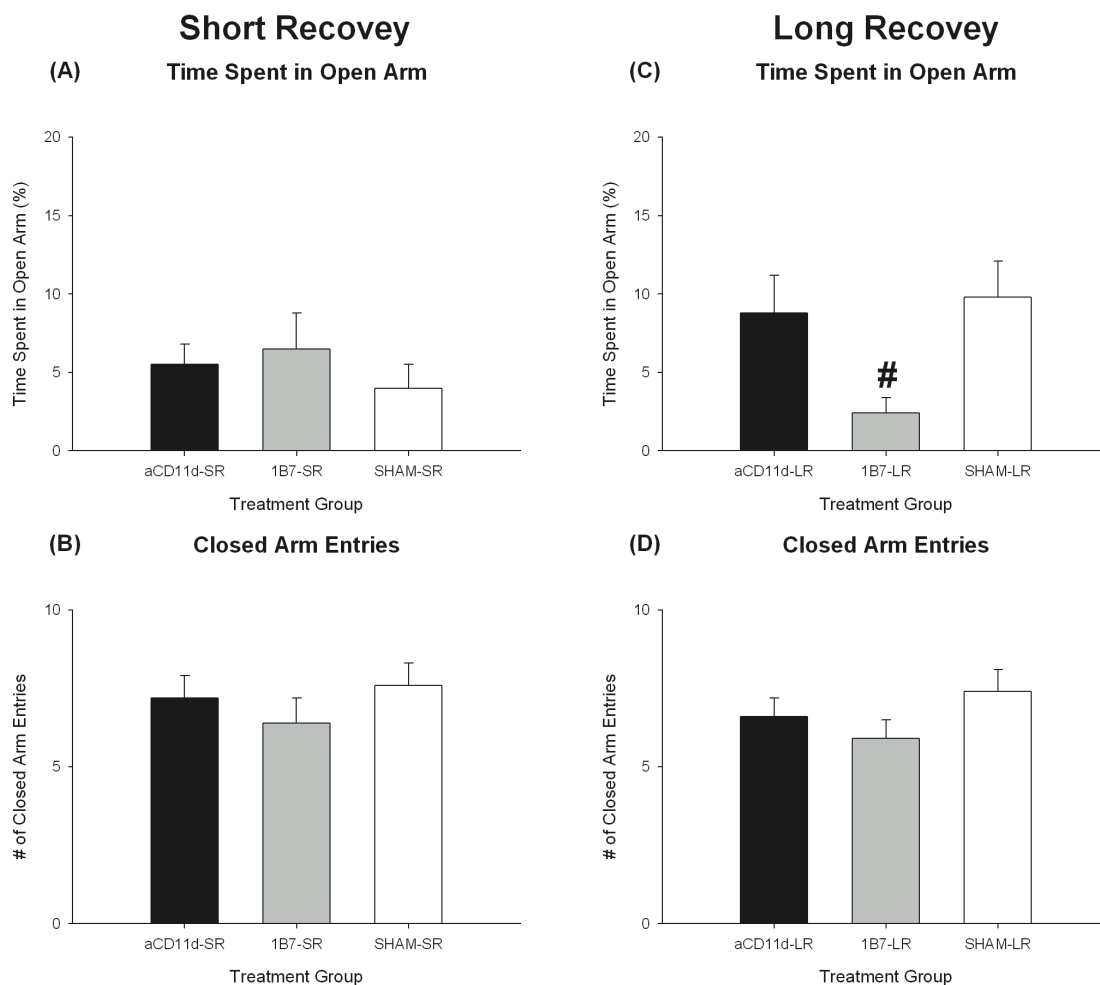 Short Recovey
(A) Time Spent in Open Arm
Time Spent in Open Arm (%)
20
15
10
5
0
aCD11d-SR 1B7-SR SHAM-SR
Treatment Group
(B) Closed Arm Entries
# of Closed Arm Entries
10
5
0
aCD11d-SR 1B7-SR SHAM-SR
Treatment Group
Long Recovey
(C) Time Spent in Open Arm
Time Spent in Open Arm (%)
20
15
10
5
0
#
aCD11d-LR 1B7-LR SHAM-LR
Treatment Group
(D) Closed Arm Entries
# of Closed Arm Entries
10
5
0
aCD11d-LR 1B7-LR SHAM-LR
Treatment Group